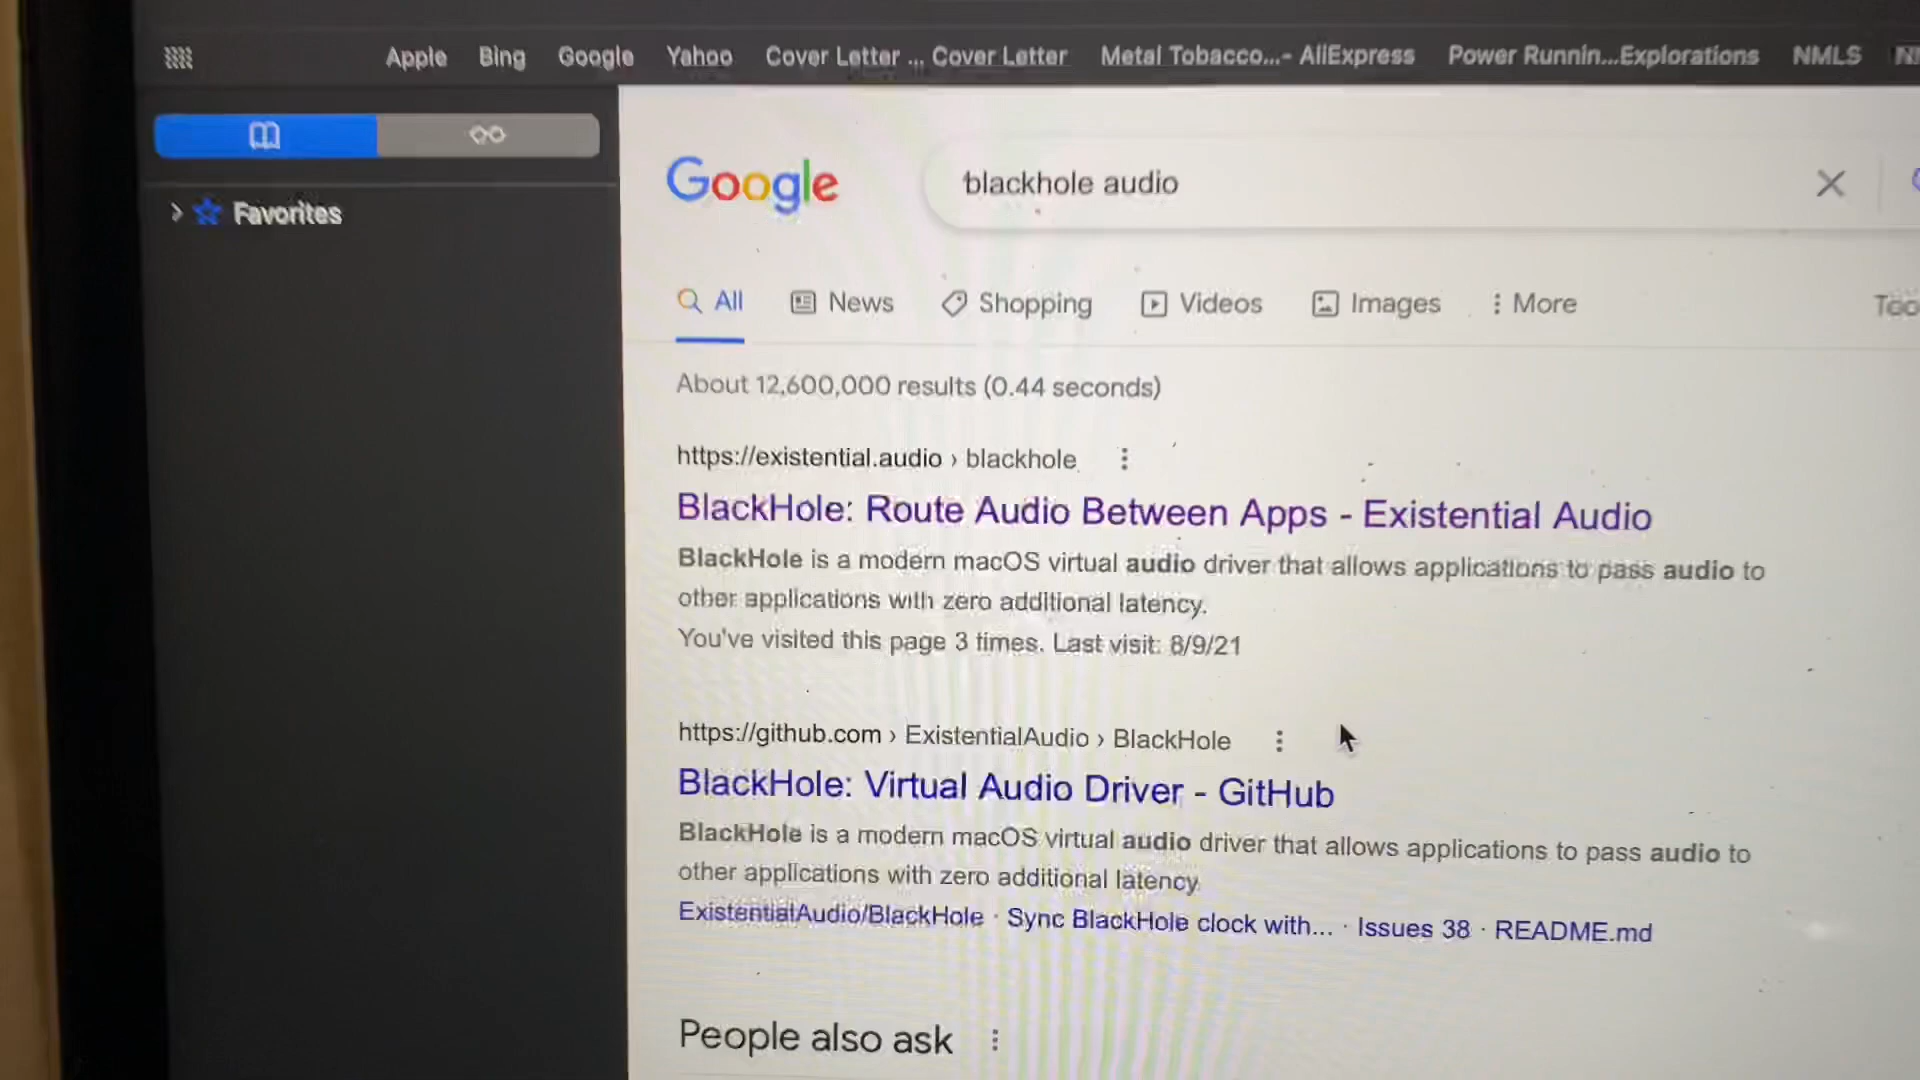 Apple Bing Google Yahoo Cover Letter ... Cover Letter Metal Tobacco...- AliExpress Power Runnin...Explorations NMLS
Favorites
Google blackhole audio
All News Shopping Videos Images More
About 12,600,000 results (0.44 seconds)
https://existential.audio › blackhole
BlackHole: Route Audio Between Apps - Existential Audio
BlackHole is a modern macOS virtual audio driver that allows applications to pass audio to
other applications with zero additional latency.
You've visited this page 3 times. Last visit: 8/9/21
https://github.com › ExistentialAudio › BlackHole
BlackHole: Virtual Audio Driver - GitHub
BlackHole is a modern macOS virtual audio driver that allows applications to pass audio to
other applications with zero additional latency.
ExistentialAudio/BlackHole · Sync BlackHole clock with... · Issues 38 · README.md
People also ask